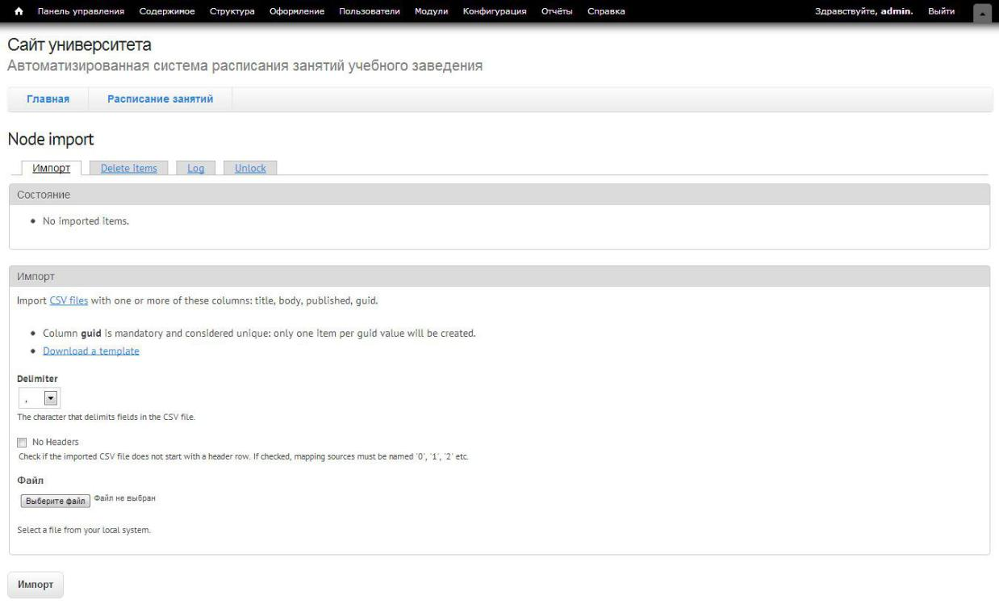 Панель управления Содержимое Структура Оформление Пользователи Модули Конфигурация Отчёты Справка Здравствуйте, admin. Выйти
Сайт университета
Автоматизированная система расписания занятий учебного заведения
Главная Расписание занятий
Node import
Импорт Delete items Log Unlock
Состояние
No imported items.
Импорт
Import CSV files with one or more of these columns: title, body, published, guid.
Column guid is mandatory and considered unique: only one item per guid value will be created.
Download a template
Delimiter
,
The character that delimits fields in the CSV file.
No Headers
Check if the imported CSV file does not start with a header row. If checked, mapping sources must be named '0', '1', '2' etc.
Файл
Выберите файл Файл не выбран
Select a file from your local system.
Импорт